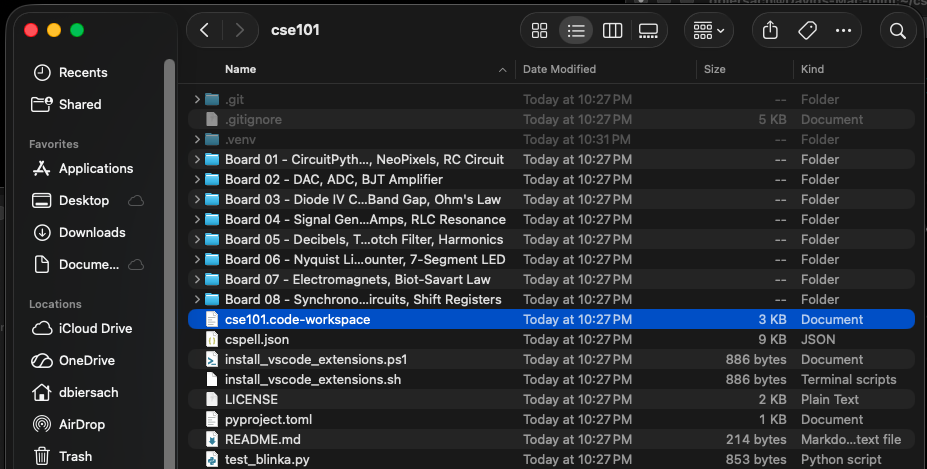 cse101
Name Date Modified Size Kind
Recents
Shared
Favorites
Applications
Desktop
Downloads
Docume...
Locations
iCloud Drive
OneDrive
dbiersach
AirDrop
Trash
.git Today at 10:27 PM -- Folder
.gitignore Today at 10:27 PM 5 KB Document
.venv Today at 10:31 PM -- Folder
Board 01 - CircuitPyth..., NeoPixels, RC Circuit Today at 10:27 PM -- Folder
Board 02 - DAC, ADC, BJT Amplifier Today at 10:27 PM -- Folder
Board 03 - Diode IV C...Band Gap, Ohm's Law Today at 10:27 PM -- Folder
Board 04 - Signal Gen...Amps, RLC Resonance Today at 10:27 PM -- Folder
Board 05 - Decibels, T...otch Filter, Harmonics Today at 10:27 PM -- Folder
Board 06 - Nyquist Li...ounter, 7-Segment LED Today at 10:27 PM -- Folder
Board 07 - Electromagnets, Biot-Savart Law Today at 10:27 PM -- Folder
Board 08 - Synchrono...ircuits, Shift Registers Today at 10:27 PM -- Folder
cse101.code-workspace Today at 10:27 PM 3 KB Document
cspell.json Today at 10:27 PM 9 KB JSON
install_vscode_extensions.ps1 Today at 10:27 PM 886 bytes Document
install_vscode_extensions.sh Today at 10:27 PM 886 bytes Terminal scripts
LICENSE Today at 10:27 PM 2 KB Plain Text
pyproject.toml Today at 10:27 PM 1 KB Document
README.md Today at 10:27 PM 214 bytes Markdo...text file
test_blinka.py Today at 10:27 PM 853 bytes Python script